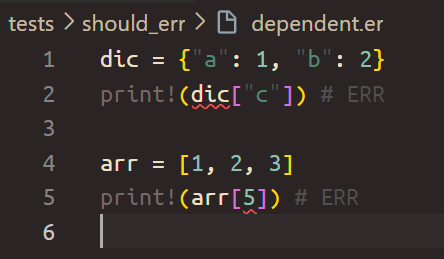 tests > should_err > dependent.er
1 dic = {"a": 1, "b": 2}
2 print!(dic["c"]) # ERR
3
4 arr = [1, 2, 3]
5 print!(arr[5]) # ERR
6